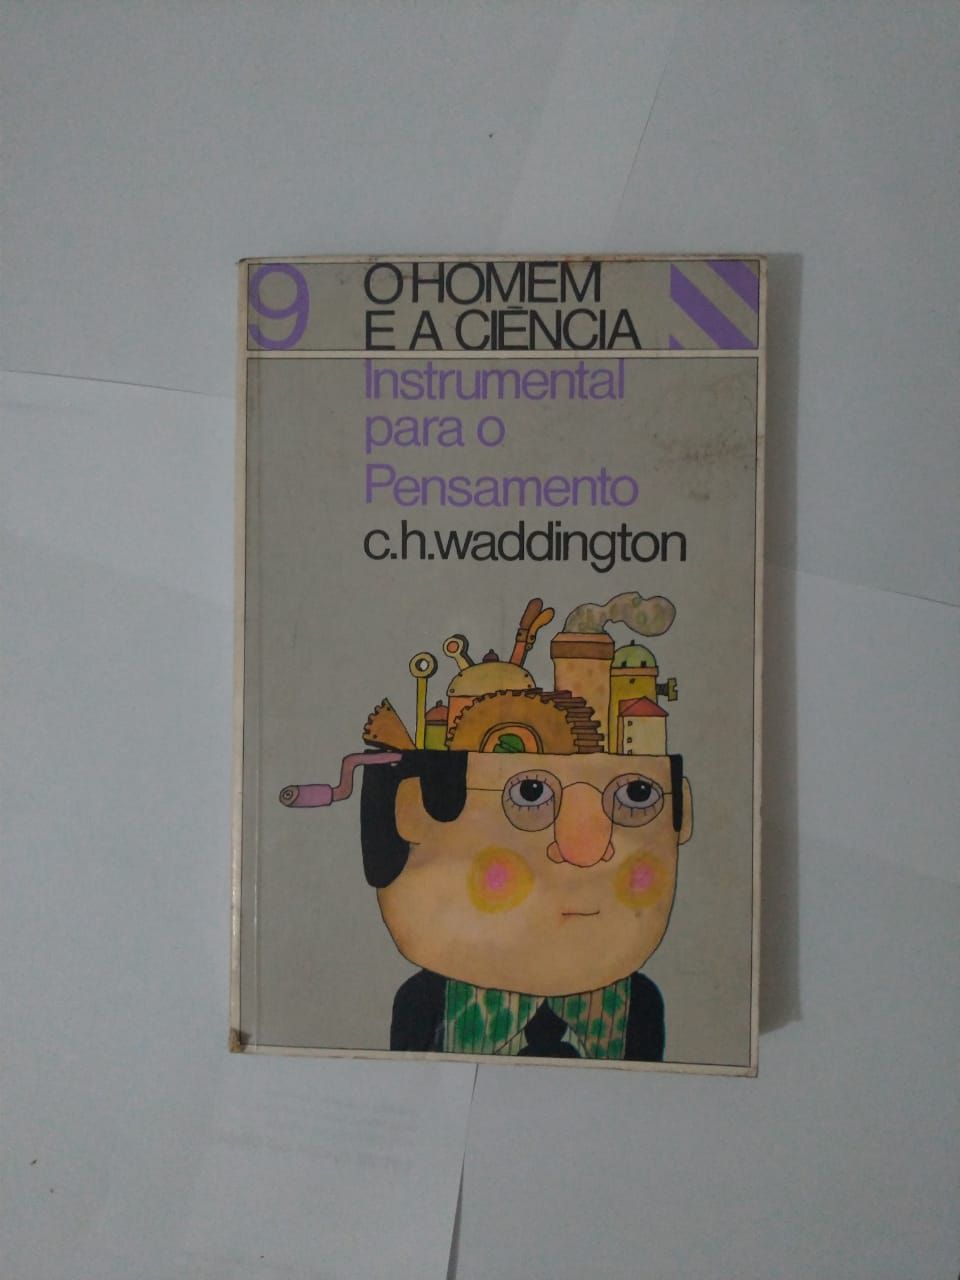 9
O HOMEM
E A CIÊNCIA
Instrumental
para o
Pensamento
c.h.waddington